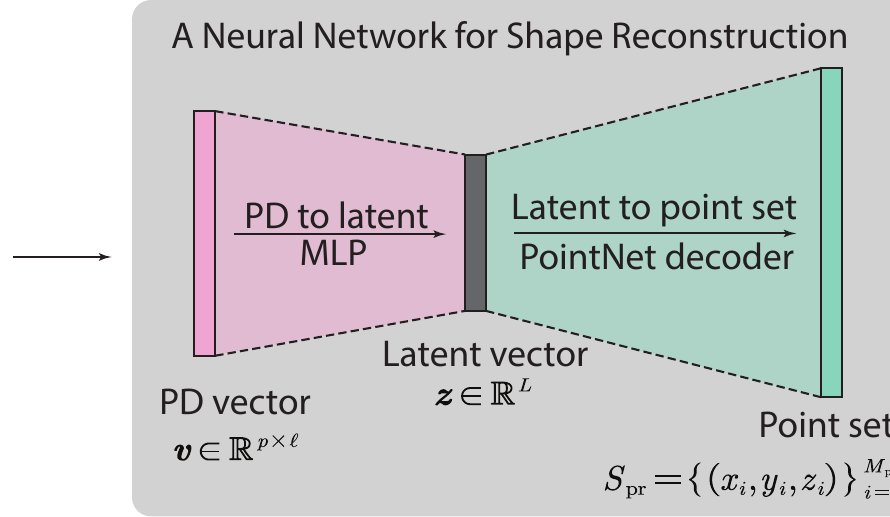 A Neural Network for Shape Reconstruction
PD to latent
MLP
Latent to point set
PointNet decoder
Latent vector
z ∈ ℝ^L
PD vector
v ∈ ℝ^{p×ℓ}
Point set
S_pr = {(x_i, y_i, z_i)}_{i=}^{M_p}